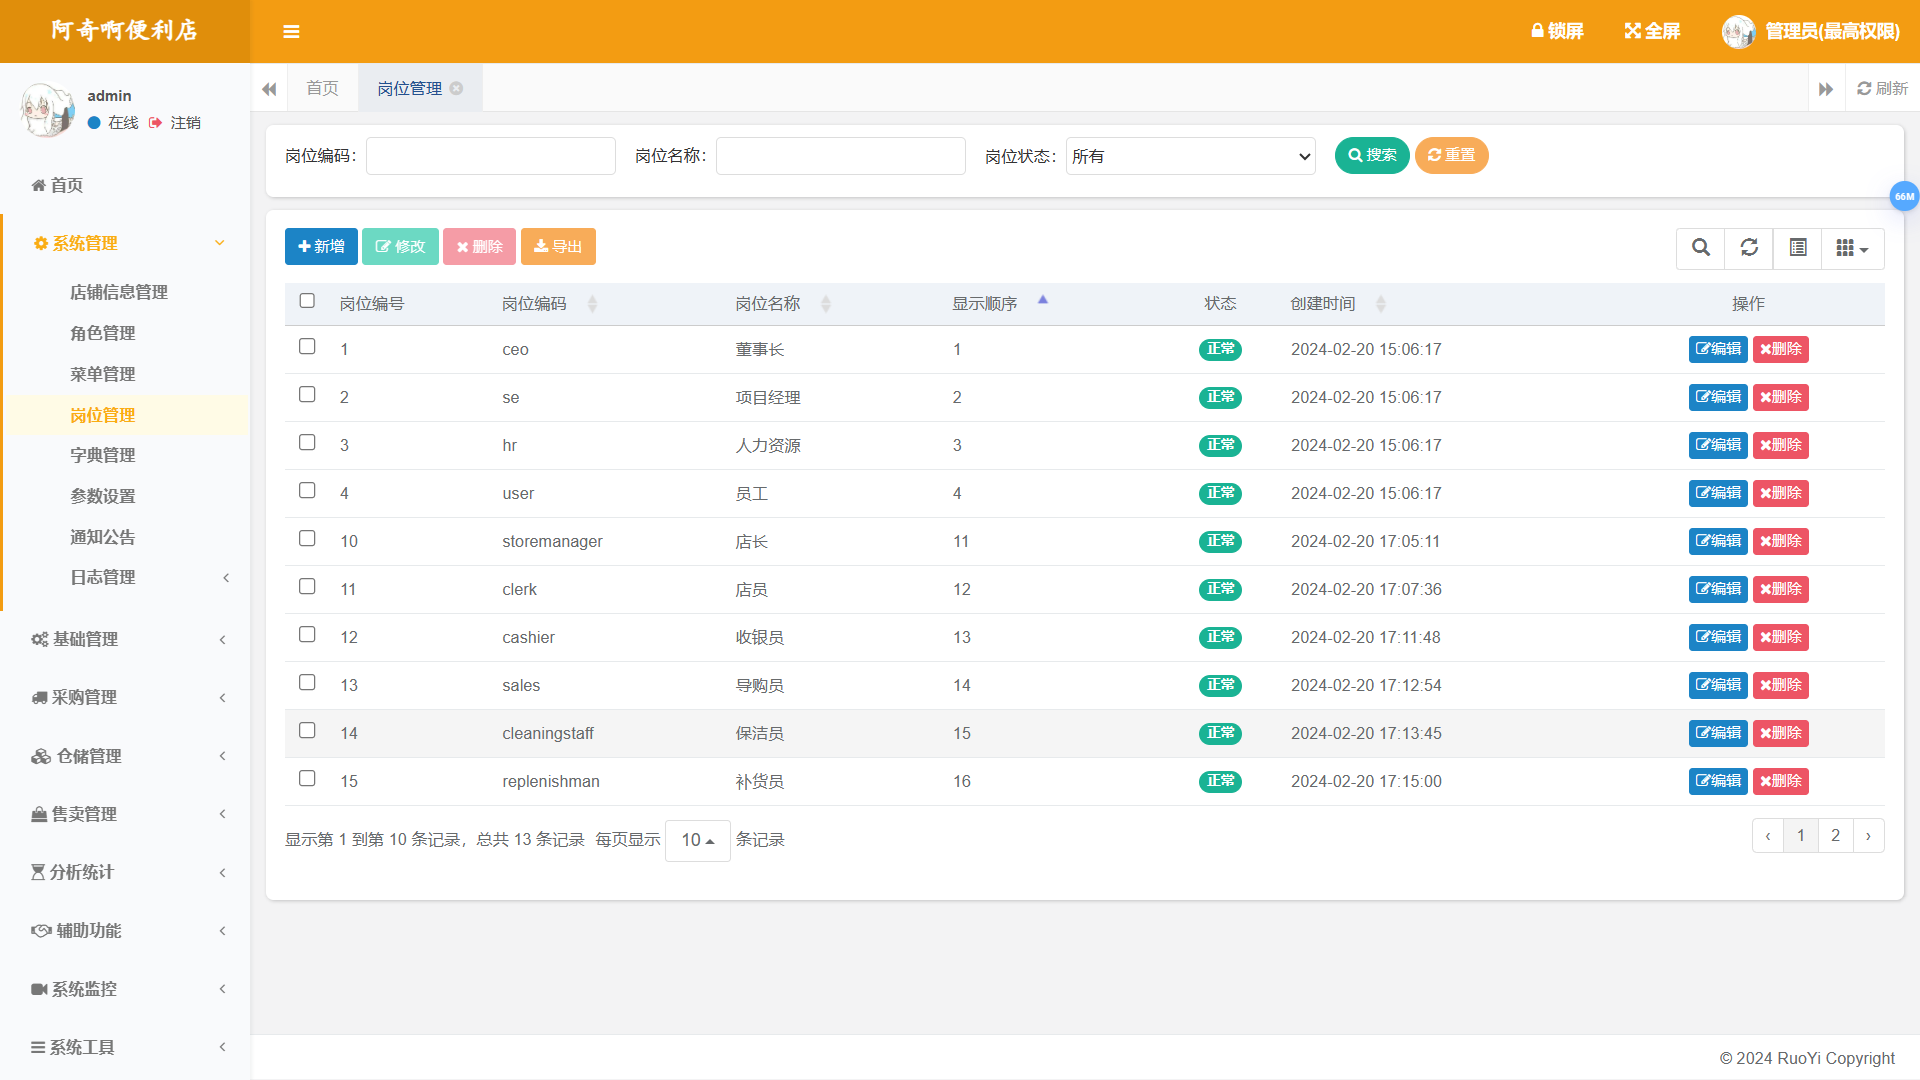 阿奇啊便利店
锁屏
全屏
管理员(最高权限)
admin
在线
注销
首页
岗位管理
刷新
岗位编码：
岗位名称：
岗位状态：
所有
搜索
重置
66M
首页
系统管理
店铺信息管理
角色管理
菜单管理
岗位管理
字典管理
参数设置
通知公告
日志管理
基础管理
采购管理
仓储管理
售卖管理
分析统计
辅助功能
系统监控
系统工具
新增 修改 删除 导出
岗位编号 岗位编码 岗位名称 显示顺序 状态 创建时间 操作
1 ceo 董事长 1 正常 2024-02-20 15:06:17 编辑 删除
2 se 项目经理 2 正常 2024-02-20 15:06:17 编辑 删除
3 hr 人力资源 3 正常 2024-02-20 15:06:17 编辑 删除
4 user 员工 4 正常 2024-02-20 15:06:17 编辑 删除
10 storemanager 店长 11 正常 2024-02-20 17:05:11 编辑 删除
11 clerk 店员 12 正常 2024-02-20 17:07:36 编辑 删除
12 cashier 收银员 13 正常 2024-02-20 17:11:48 编辑 删除
13 sales 导购员 14 正常 2024-02-20 17:12:54 编辑 删除
14 cleaningstaff 保洁员 15 正常 2024-02-20 17:13:45 编辑 删除
15 replenishman 补货员 16 正常 2024-02-20 17:15:00 编辑 删除
显示第 1 到第 10 条记录，总共 13 条记录 每页显示 10 条记录
‹ 1 2 ›
© 2024 RuoYi Copyright